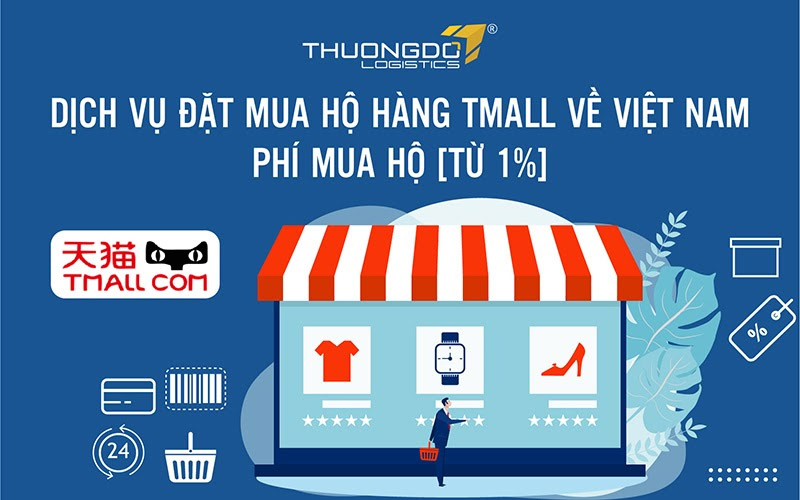 THUONGDO®
LOGISTICS
DỊCH VỤ ĐẶT MUA HỘ HÀNG TMALL VỀ VIỆT NAM
PHÍ MUA HỘ [TỪ 1%]
天猫
TMALL.COM
%
24